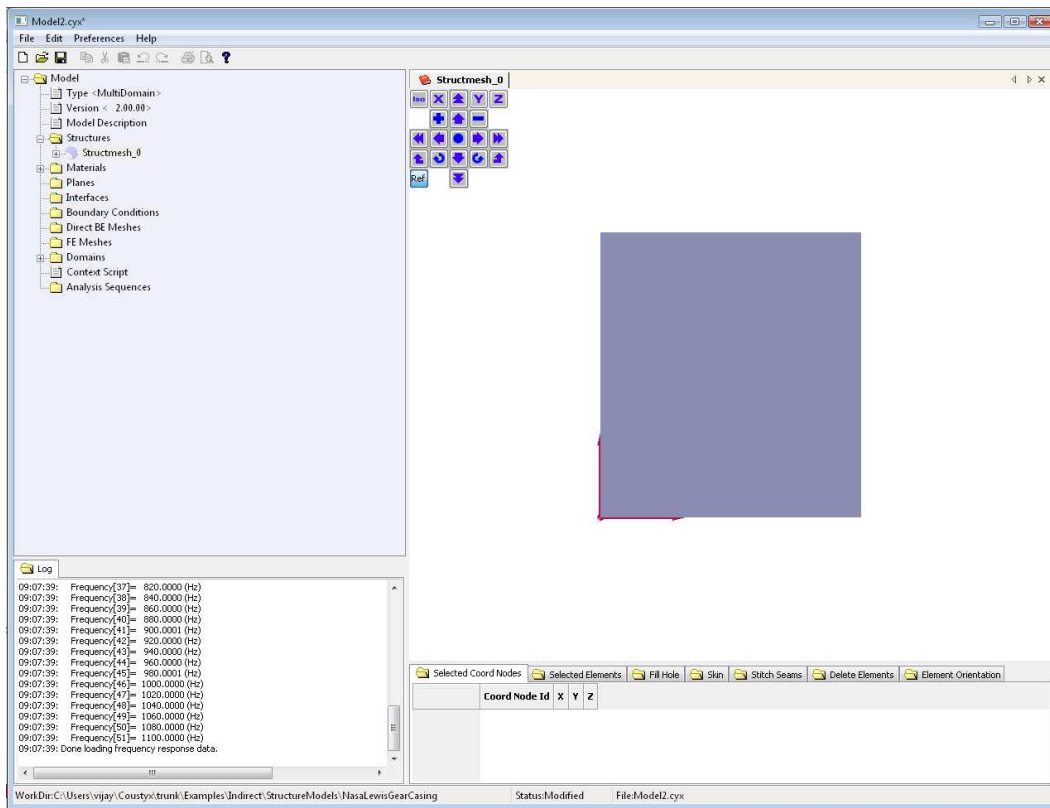 Model2.cyx*
File Edit Preferences Help
Model
Type <MultiDomain>
Version < 2.00.00>
Model Description
Structures
Structmesh_0
Materials
Planes
Interfaces
Boundary Conditions
Direct BE Meshes
FE Meshes
Domains
Context Script
Analysis Sequences
Structmesh_0
Iso X Y Z
Ref
Log
09:07:39: Frequency[37]= 820.0000 (Hz)
09:07:39: Frequency[38]= 840.0000 (Hz)
09:07:39: Frequency[39]= 860.0000 (Hz)
09:07:39: Frequency[40]= 880.0000 (Hz)
09:07:39: Frequency[41]= 900.0001 (Hz)
09:07:39: Frequency[42]= 920.0000 (Hz)
09:07:39: Frequency[43]= 940.0000 (Hz)
09:07:39: Frequency[44]= 960.0000 (Hz)
09:07:39: Frequency[45]= 980.0001 (Hz)
09:07:39: Frequency[46]= 1000.0000 (Hz)
09:07:39: Frequency[47]= 1020.0000 (Hz)
09:07:39: Frequency[48]= 1040.0000 (Hz)
09:07:39: Frequency[49]= 1060.0000 (Hz)
09:07:39: Frequency[50]= 1080.0000 (Hz)
09:07:39: Frequency[51]= 1100.0000 (Hz)
09:07:39: Done loading frequency response data.
Selected Coord Nodes Selected Elements Fill Hole Skin Stitch Seams Delete Elements Element Orientation
Coord Node Id X Y Z
WorkDir:C:\Users\vijay\Coustyx\trunk\Examples\Indirect\StructureModels\NasaLewisGearCasing Status:Modified File:Model2.cyx